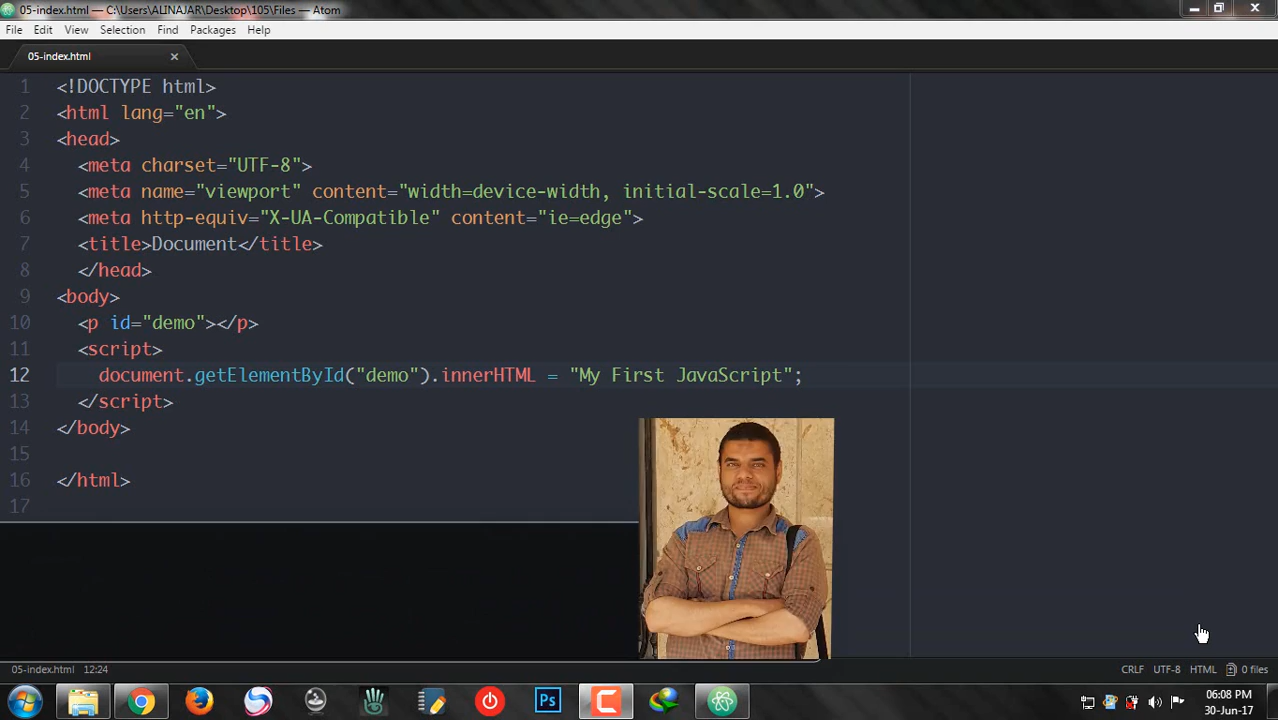 05-index.html — C:\Users\ALINAJAR\Desktop\105\Files — Atom
File Edit View Selection Find Packages Help
05-index.html
1 <!DOCTYPE html>
2 <html lang="en">
3 <head>
4 <meta charset="UTF-8">
5 <meta name="viewport" content="width=device-width, initial-scale=1.0">
6 <meta http-equiv="X-UA-Compatible" content="ie=edge">
7 <title>Document</title>
8 </head>
9 <body>
10 <p id="demo"></p>
11 <script>
12 document.getElementById("demo").innerHTML = "My First JavaScript";
13 </script>
14 </body>
15
16 </html>
17
05-index.html 12:24 CRLF UTF-8 HTML 0 files
Ps
06:08 PM
30-Jun-17